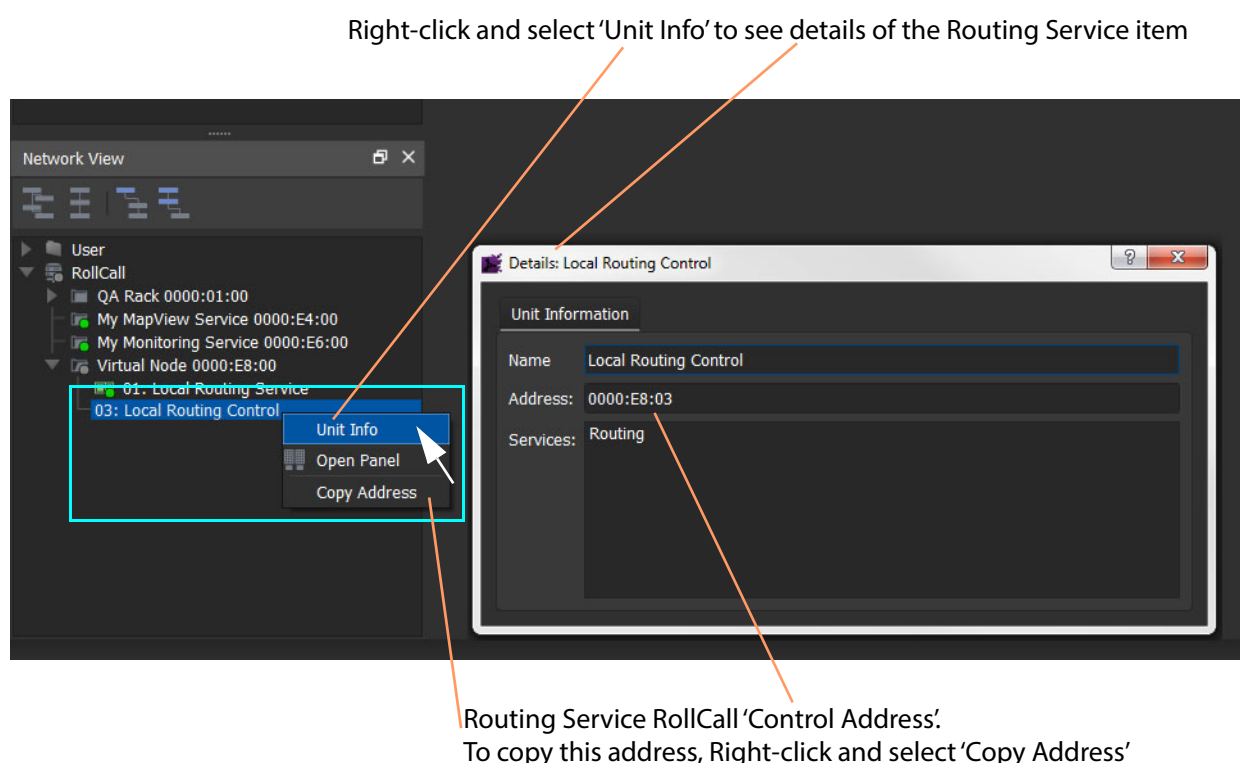 Right-click and select ‘Unit Info’ to see details of the Routing Service item
Network View
User
RollCall
QA Rack 0000:01:00
My MapView Service 0000:E4:00
My Monitoring Service 0000:E6:00
Virtual Node 0000:E8:00
01: Local Routing Service
03: Local Routing Control
Unit Info
Open Panel
Copy Address
Details: Local Routing Control
?
Unit Information
Name Local Routing Control
Address: 0000:E8:03
Services: Routing
Routing Service RollCall ‘Control Address’.
To copy this address, Right-click and select ‘Copy Address’